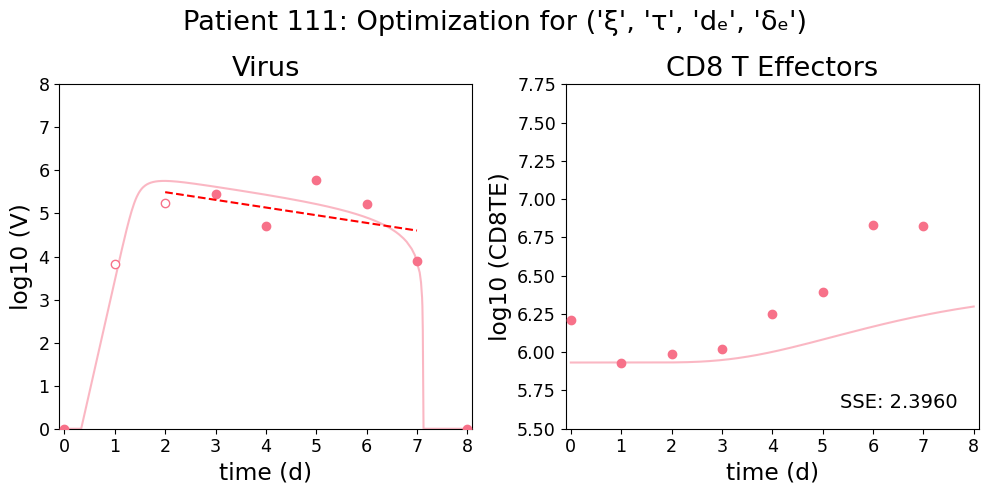 Patient 111: Optimization for ('ξ', 'τ', 'dₑ', 'δₑ')
Virus
log10 (V)
8
7
6
5
4
3
2
1
0
0 1 2 3 4 5 6 7 8
time (d)
CD8 T Effectors
log10 (CD8TE)
7.75
7.50
7.25
7.00
6.75
6.50
6.25
6.00
5.75
5.50
SSE: 2.3960
0 1 2 3 4 5 6 7 8
time (d)